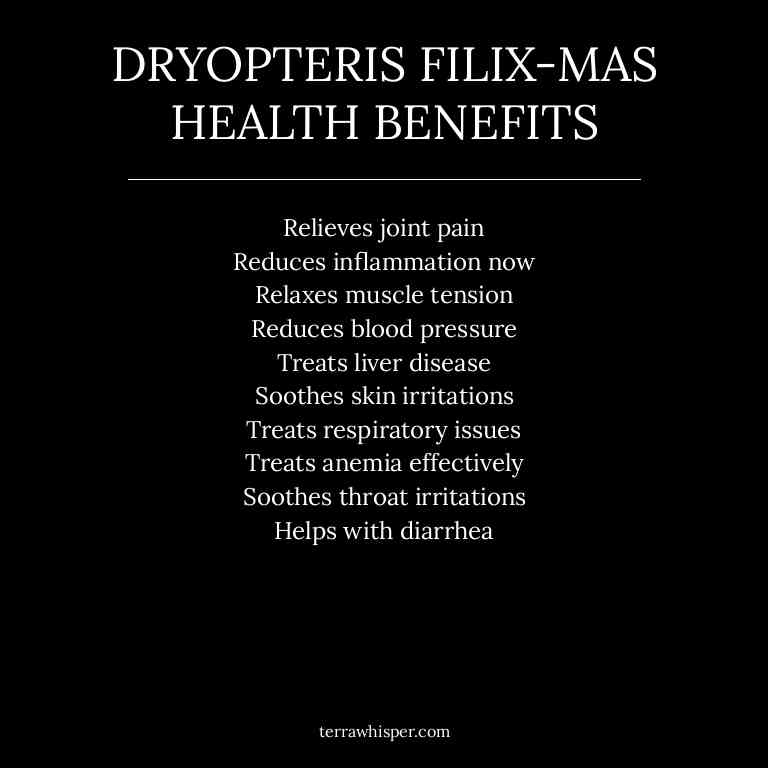 DRYOPTERIS FILIX-MAS
HEALTH BENEFITS
Relieves joint pain
Reduces inflammation now
Relaxes muscle tension
Reduces blood pressure
Treats liver disease
Soothes skin irritations
Treats respiratory issues
Treats anemia effectively
Soothes throat irritations
Helps with diarrhea
terrawhisper.com